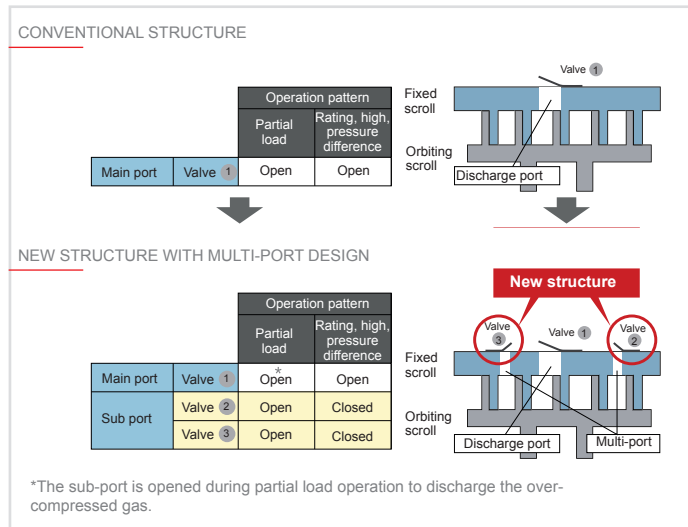 CONVENTIONAL STRUCTURE
Operation pattern
Partial
load
Rating, high,
pressure
difference
Main port
Valve 1
Open
Open
Valve 1
Fixed
scroll
Orbiting
scroll
Discharge port
NEW STRUCTURE WITH MULTI-PORT DESIGN
Operation pattern
Partial
load
Rating, high,
pressure
difference
Main port
Valve 1
Open*
Open
Sub port
Valve 2
Open
Closed
Valve 3
Open
Closed
New structure
Valve
3
Valve 1
Valve
2
Fixed
scroll
Orbiting
scroll
Discharge port
Multi-port
*The sub-port is opened during partial load operation to discharge the over-
compressed gas.